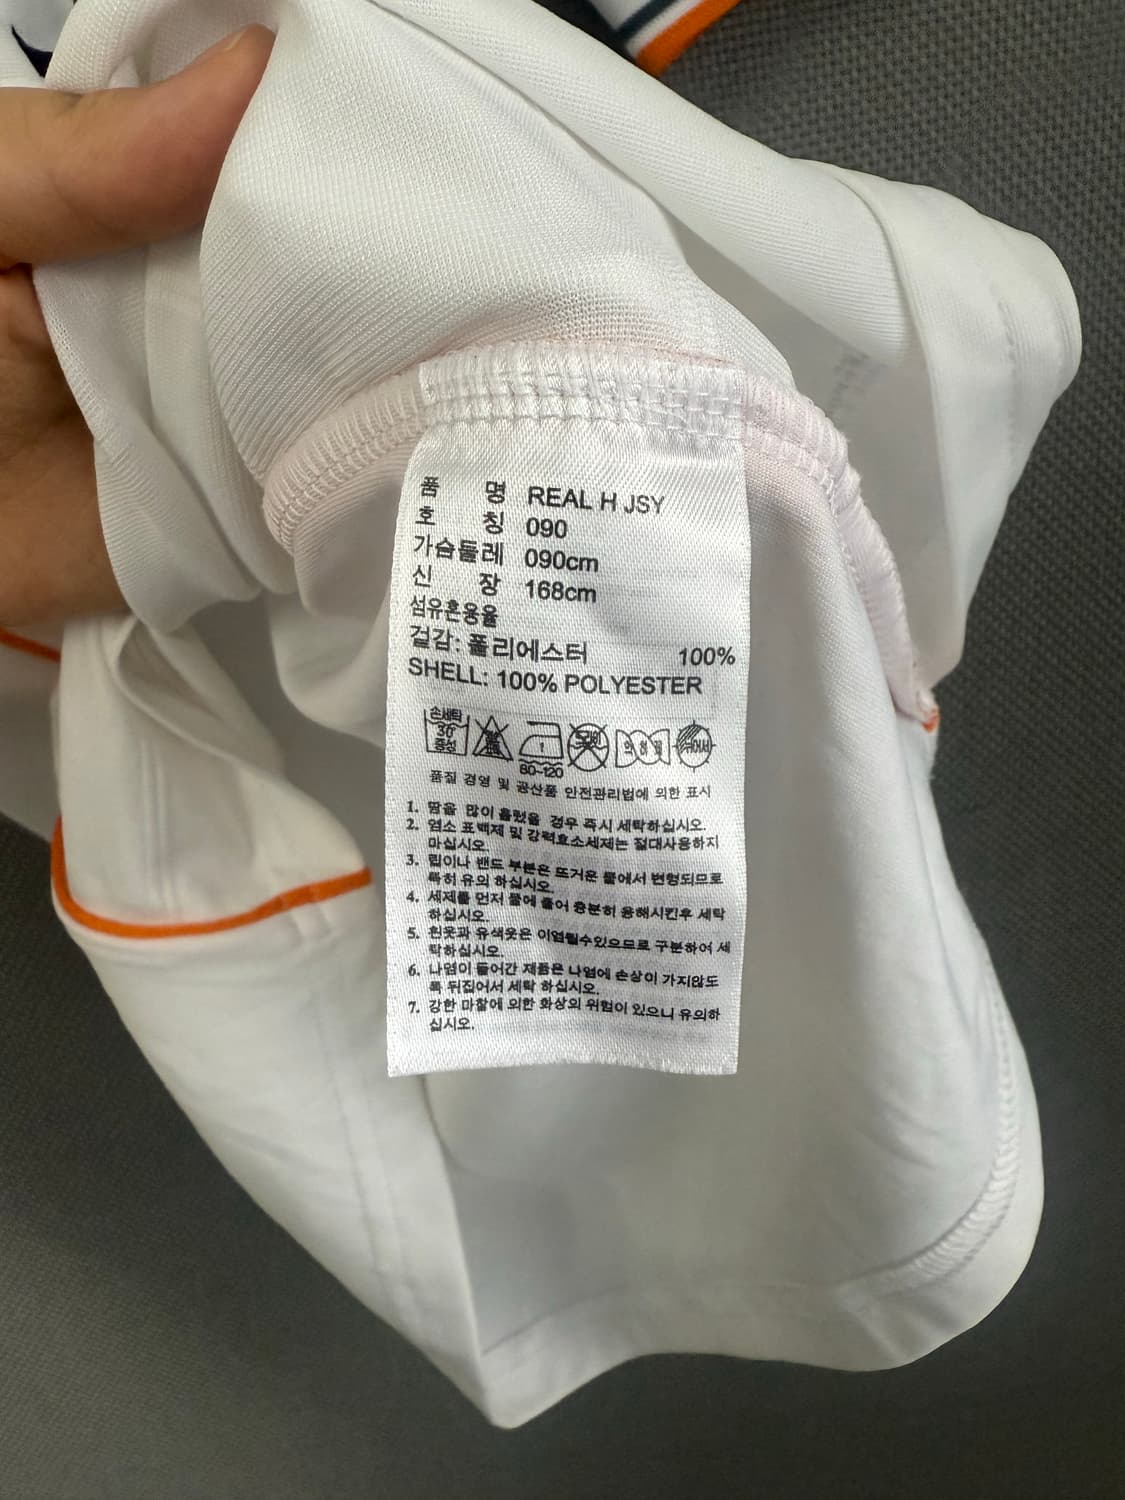 품 명 REAL H JSY
호 칭 090
가슴둘레 090cm
신 장 168cm
섬유혼용율
겉감: 폴리에스터 100%
SHELL: 100% POLYESTER
손세탁
30°
중성
80~120
품질 경영 및 공산품 안전관리법에 의한 표시
1. 땀을 많이 흘렸을 경우 즉시 세탁하십시오.
2. 염소 표백제 및 강력효소세제는 절대사용하지
마십시오.
3. 립이나 밴드 부분은 뜨거운 물에서 변형되므로
특히 유의 하십시오.
4. 세제를 먼저 물에 풀어 충분히 용해시킨후 세탁
하십시오.
5. 흰옷과 유색옷은 이염될수있으므로 구분하여 세
탁하십시오.
6. 나염이 들어간 제품은 나염에 손상이 가지않도
록 뒤집어서 세탁 하십시오.
7. 강한 마찰에 의한 화상의 위험이 있으니 유의하
십시오.